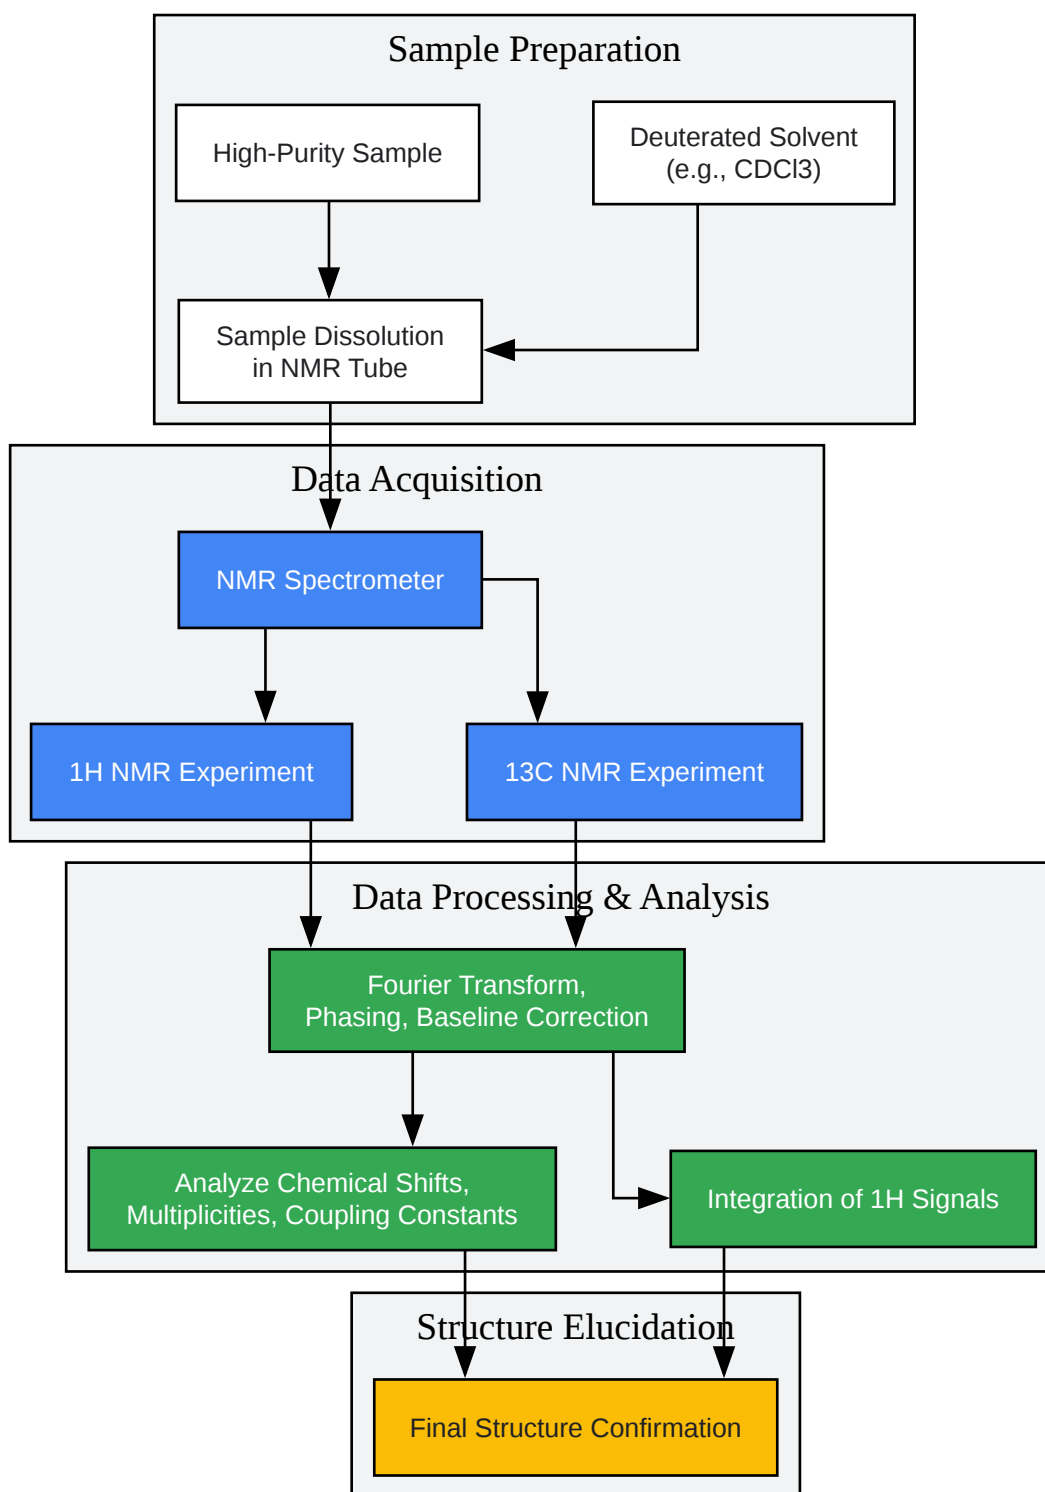 Sample Preparation
High-Purity Sample
Deuterated Solvent
(e.g., CDCl3)
Sample Dissolution
in NMR Tube
Data Acquisition
NMR Spectrometer
1H NMR Experiment
13C NMR Experiment
Data Processing & Analysis
Fourier Transform,
Phasing, Baseline Correction
Analyze Chemical Shifts,
Multiplicities, Coupling Constants
Integration of 1H Signals
Structure Elucidation
Final Structure Confirmation